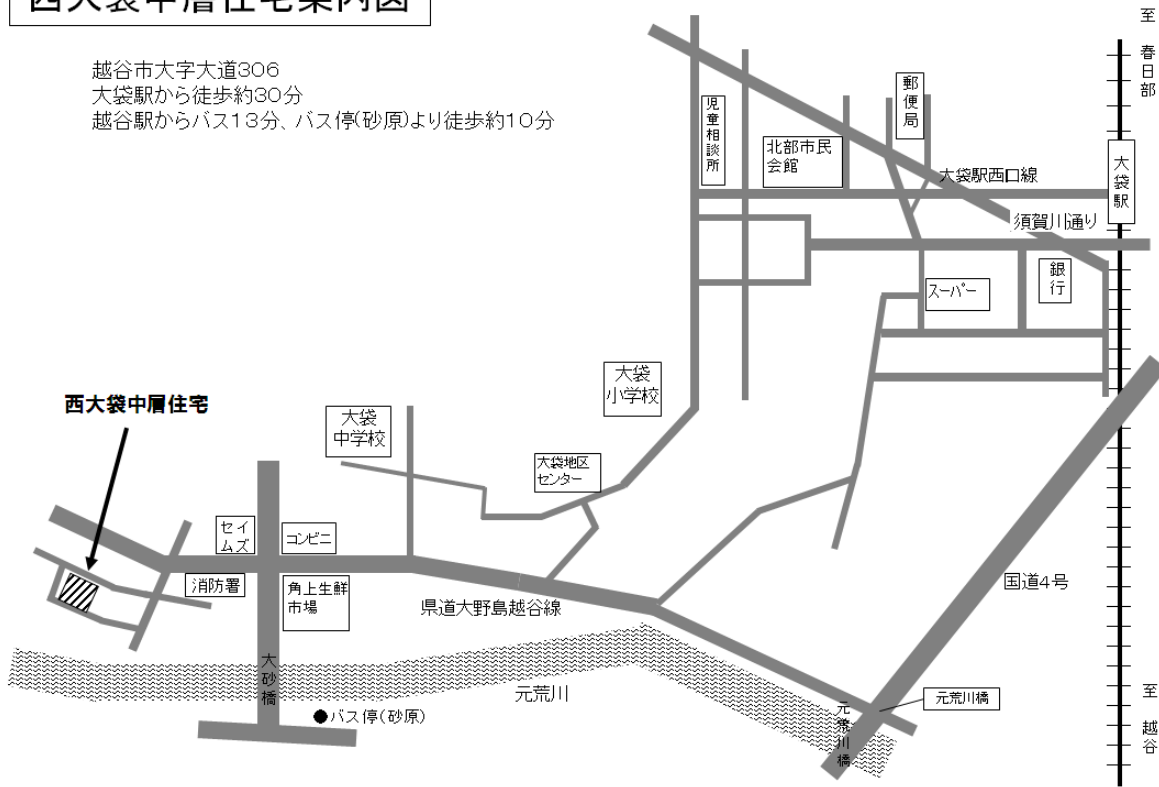 西大袋中層住宅案内図
越谷市大字大道306
大袋駅から徒歩約30分
越谷駅からバス13分、バス停(砂原)より徒歩約10分
至
春日部
郵便局
児童相談所
北部市民
会館
大袋駅西口線
大袋駅
須賀川通り
銀行
スーパー
大袋
小学校
西大袋中層住宅
大袋
中学校
大袋地区
センター
セイ
ムズ
コンビニ
消防署
角上生鮮
市場
県道大野島越谷線
国道4号
大砂橋
元荒川
●バス停(砂原)
元荒川橋
元荒川橋
至
越谷